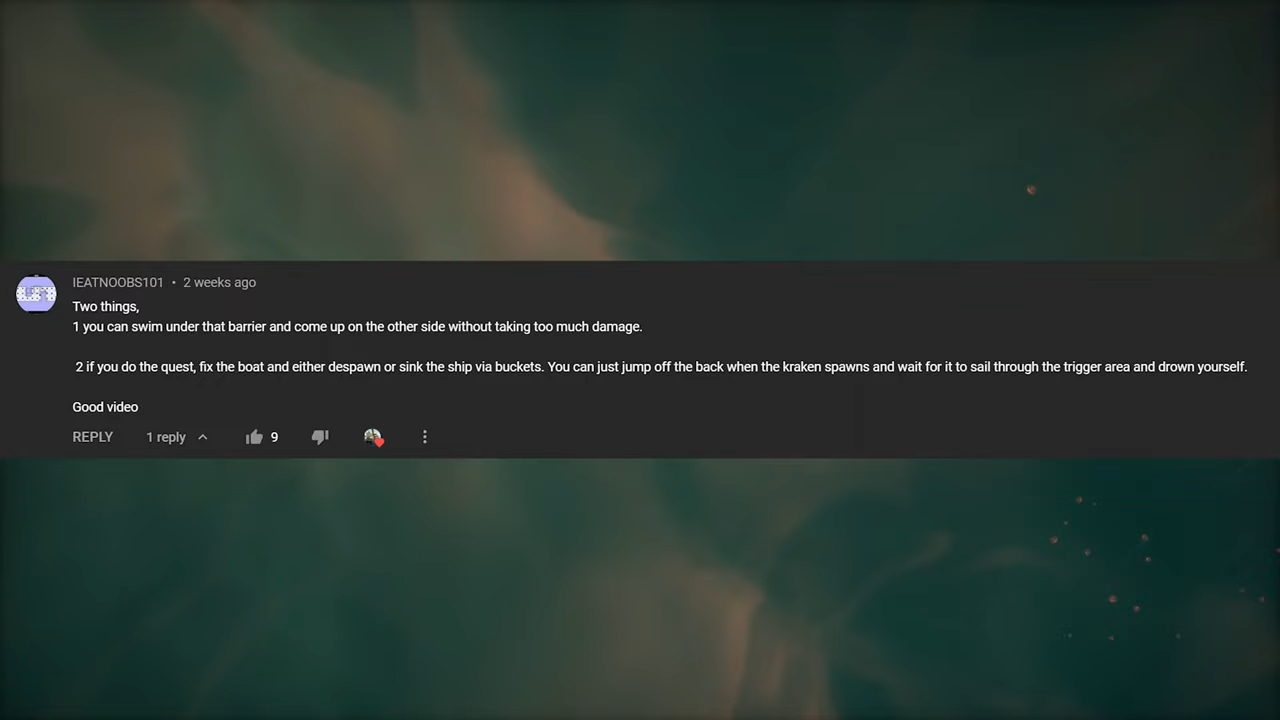 IEATNOOBS101 • 2 weeks ago
Two things,
1 you can swim under that barrier and come up on the other side without taking too much damage.
2 if you do the quest, fix the boat and either despawn or sink the ship via buckets. You can just jump off the back when the kraken spawns and wait for it to sail through the trigger area and drown yourself.
Good video
REPLY 1 reply 9